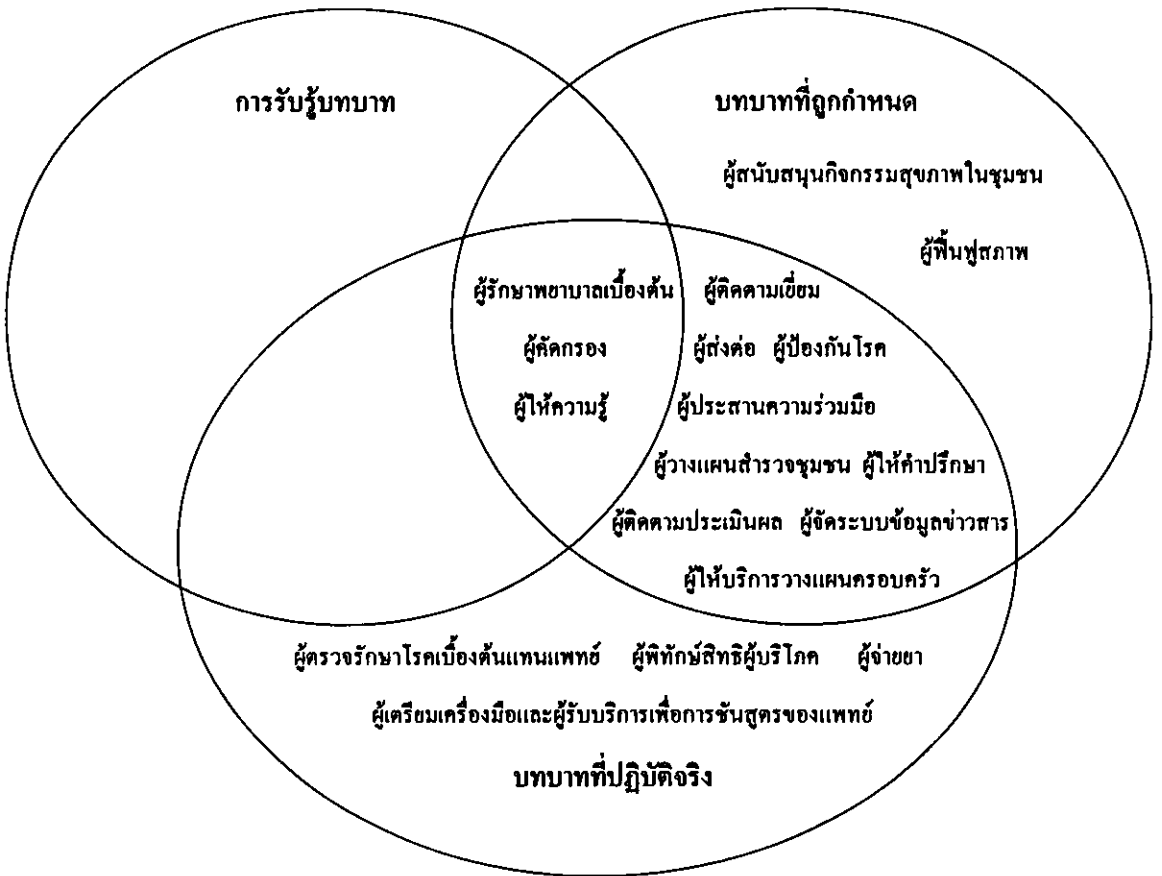 การรับรู้บทบาท บทบาทที่ถูกกำหนด
ผู้สนับสนุนกิจกรรมสุขภาพในชุมชน
ผู้ฟื้นฟูสภาพ
ผู้รักษาพยาบาลเบื้องต้น ผู้ติดตามเยี่ยม
ผู้คัดกรอง ผู้ส่งต่อ ผู้ป้องกันโรค
ผู้ให้ความรู้ ผู้ประสานความร่วมมือ
ผู้วางแผนสำรวจชุมชน ผู้ให้คำปรึกษา
ผู้ติดตามประเมินผล ผู้จัดระบบข้อมูลข่าวสาร
ผู้ให้บริการวางแผนครอบครัว
ผู้ตรวจรักษาโรคเบื้องต้นแทนแพทย์ ผู้พิทักษ์สิทธิผู้บริโภค ผู้จ่ายยา
ผู้เตรียมเครื่องมือและผู้รับบริการเพื่อการชันสูตรของแพทย์
บทบาทที่ปฏิบัติจริง